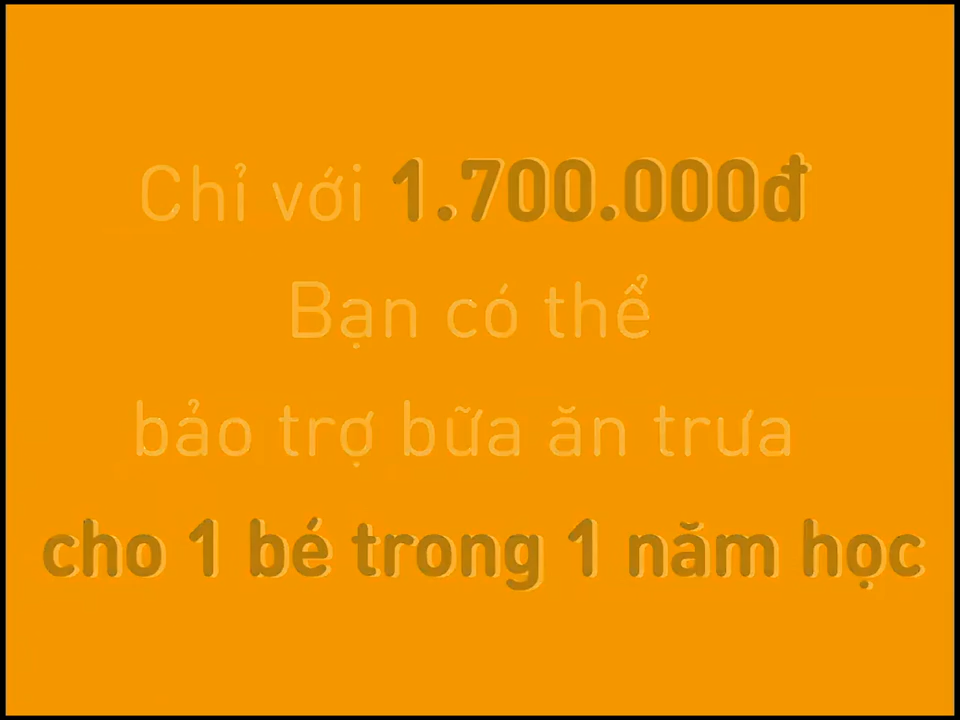 Chỉ với 1.700.000đ
Bạn có thể
bảo trợ bữa ăn trưa
cho 1 bé trong 1 năm học